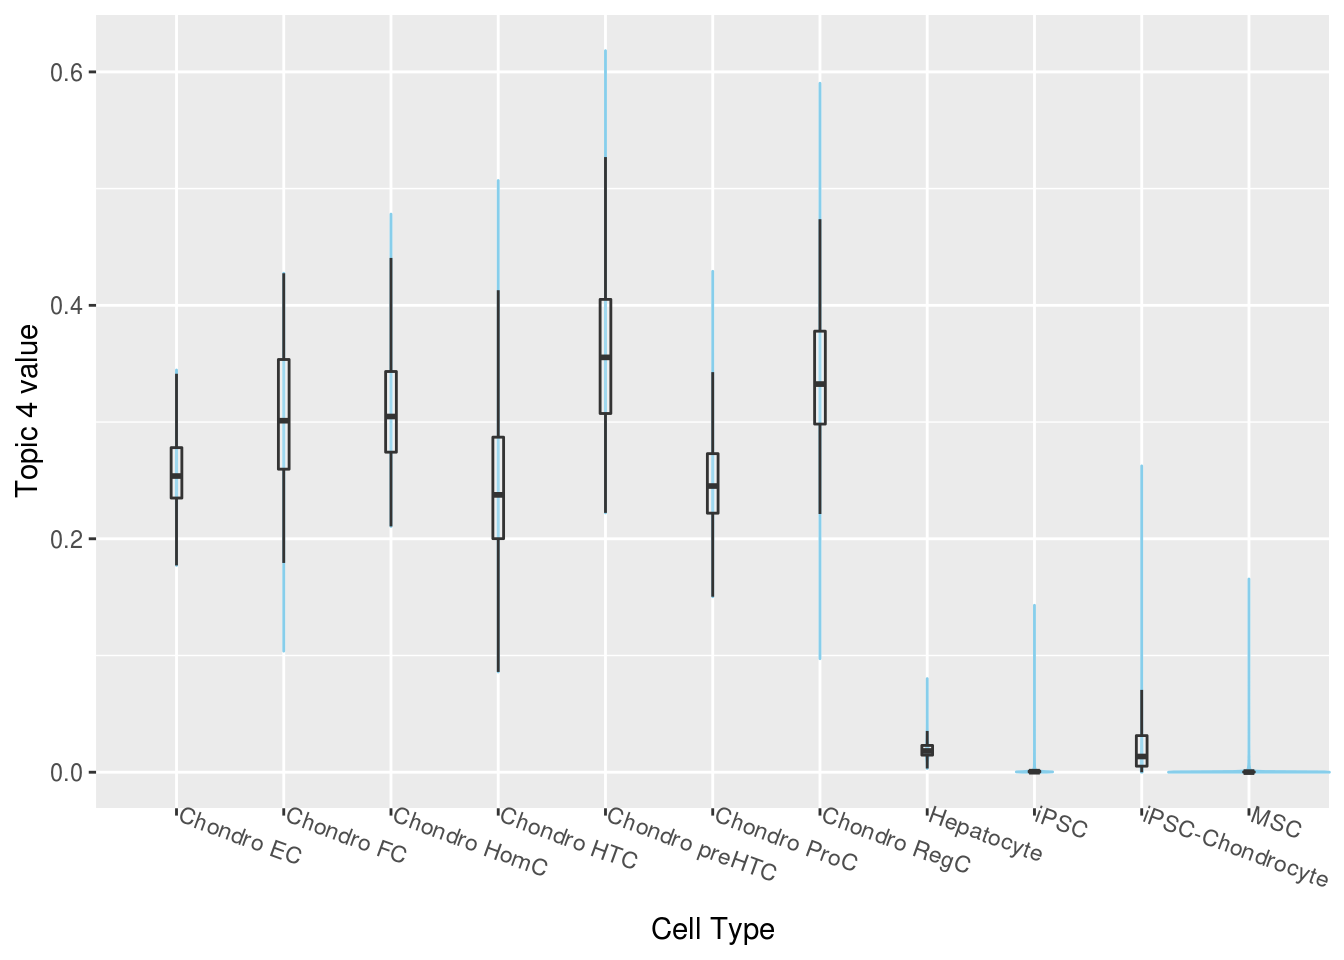 0.6
0.4
0.2
0.0
Topic 4 value
Chondro EC
Chondro FC
Chondro HomC
Chondro HTC
Chondro preHTC
Chondro ProC
Chondro RegC
Hepatocyte
iPSC
iPSC-Chondrocyte
MSC
Cell Type